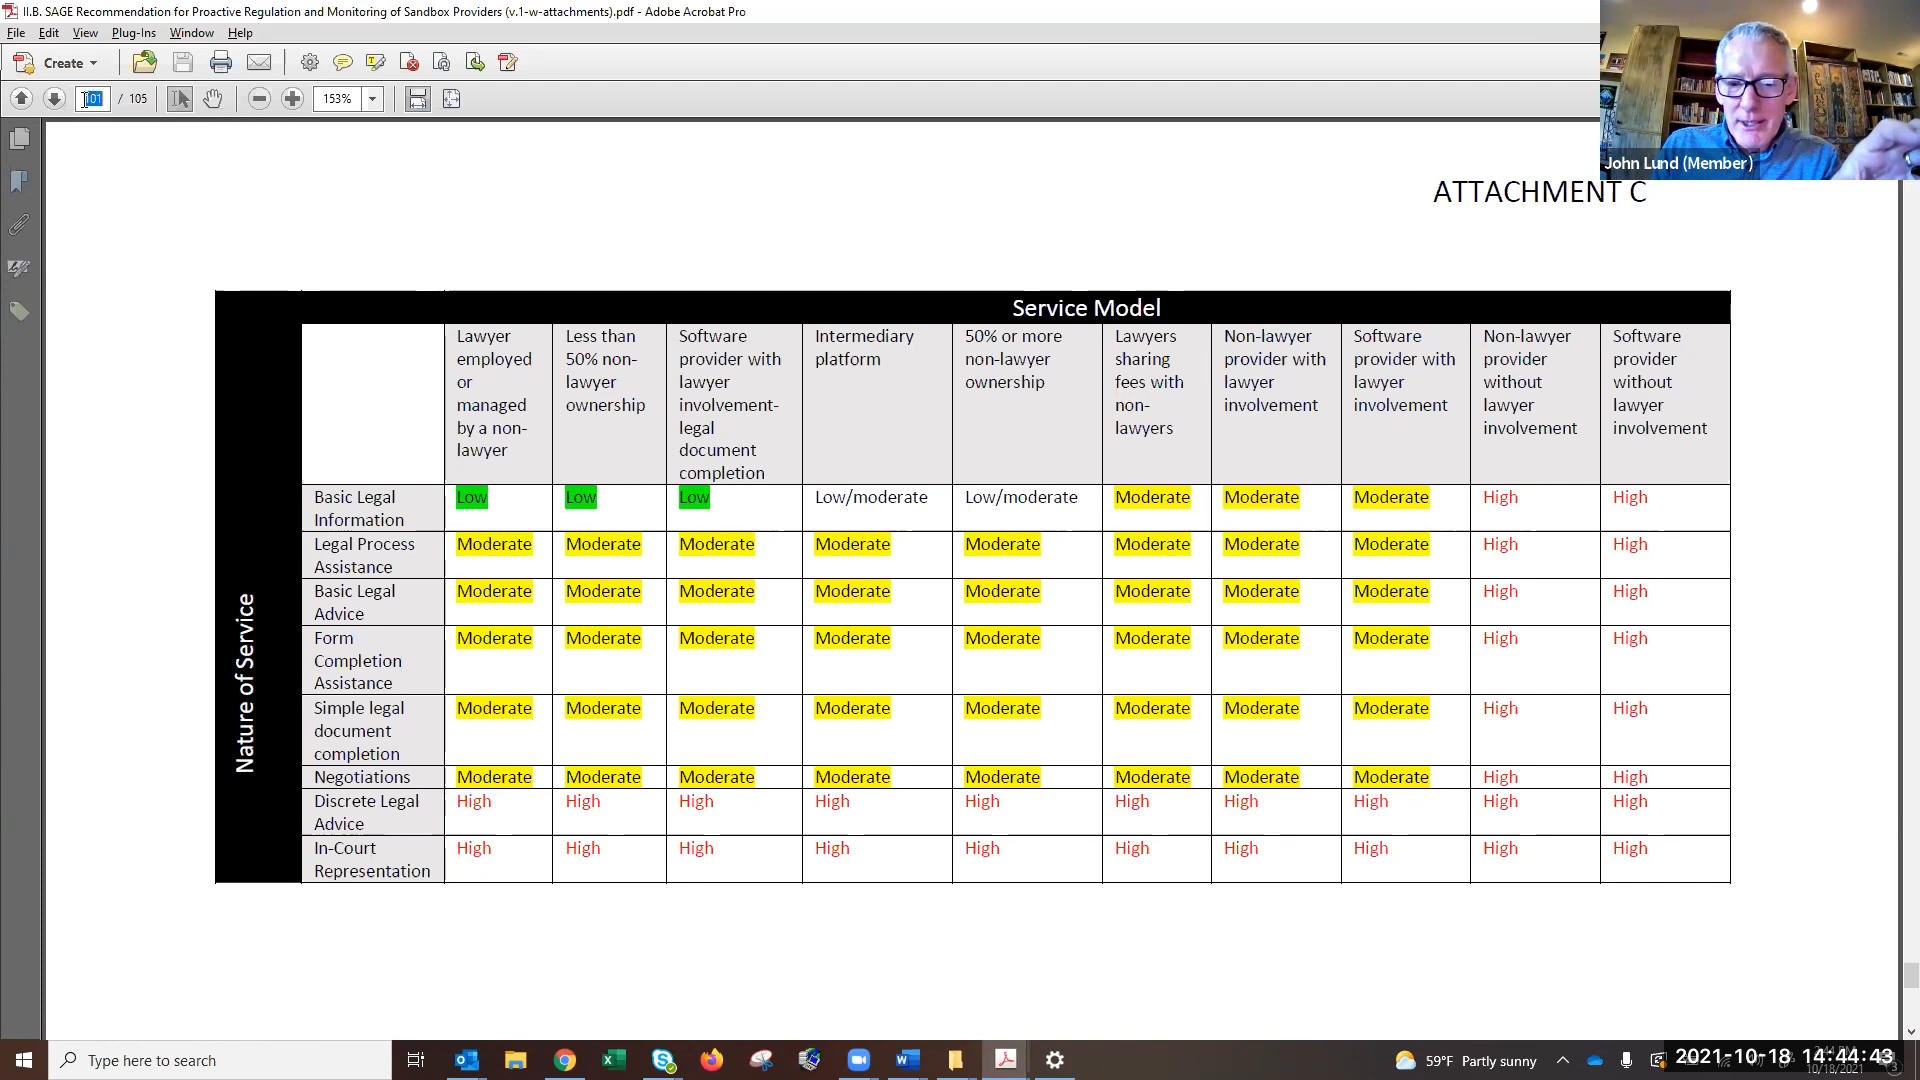 II.B. SAGE Recommendation for Proactive Regulation and Monitoring of Sandbox Providers (v.1-w-attachments).pdf - Adobe Acrobat Pro
File Edit View Plug-Ins Window Help
Create
101 / 105 153%
John Lund (Member)
ATTACHMENT C
Service Model
Nature of Service
Lawyer employed or managed by a non-lawyer
Less than 50% non-lawyer ownership
Software provider with lawyer involvement-legal document completion
Intermediary platform
50% or more non-lawyer ownership
Lawyers sharing fees with non-lawyers
Non-lawyer provider with lawyer involvement
Software provider with lawyer involvement
Non-lawyer provider without lawyer involvement
Software provider without lawyer involvement
Basic Legal Information Low Low Low Low/moderate Low/moderate Moderate Moderate Moderate High High
Legal Process Assistance Moderate Moderate Moderate Moderate Moderate Moderate Moderate Moderate High High
Basic Legal Advice Moderate Moderate Moderate Moderate Moderate Moderate Moderate Moderate High High
Form Completion Assistance Moderate Moderate Moderate Moderate Moderate Moderate Moderate Moderate High High
Simple legal document completion Moderate Moderate Moderate Moderate Moderate Moderate Moderate Moderate High High
Negotiations Moderate Moderate Moderate Moderate Moderate Moderate Moderate Moderate High High
Discrete Legal Advice High High High High High High High High High High
In-Court Representation High High High High High High High High High High
Type here to search
59°F Partly sunny
2021-10-18 14:44:43
10/18/2021